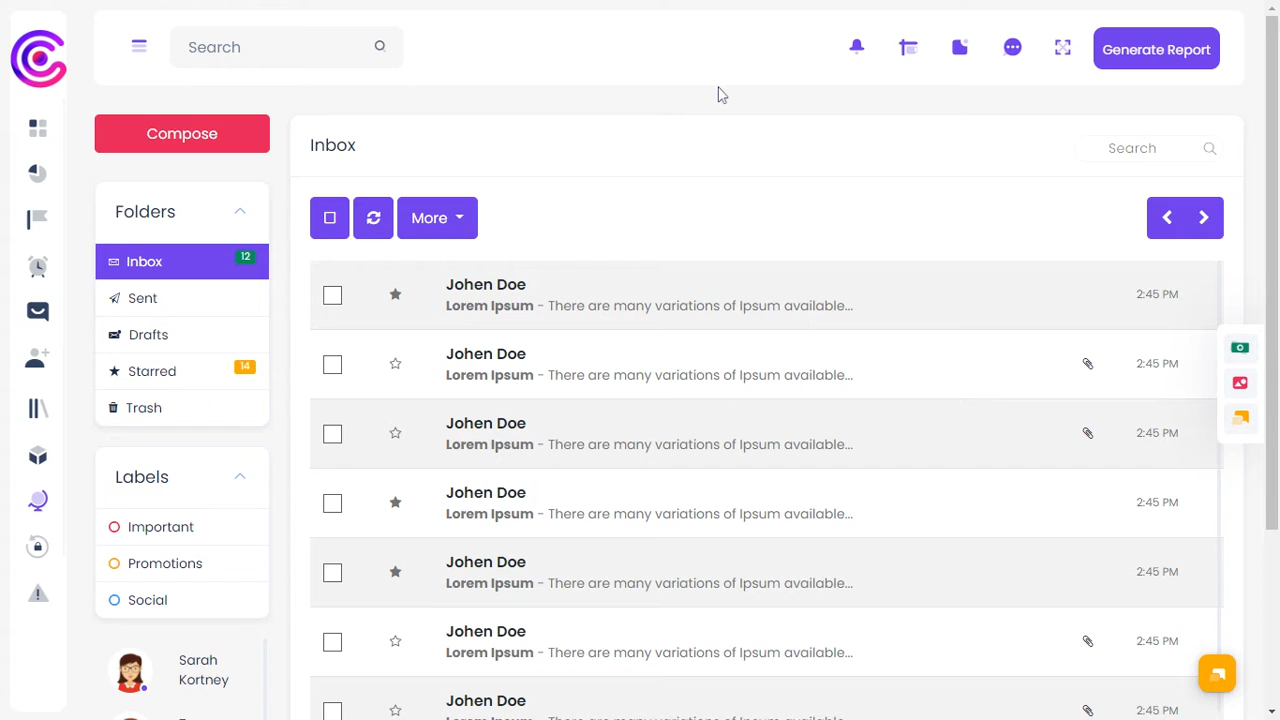 Search
Generate Report
Compose
Inbox
Search
Folders
More
Inbox 12
Sent
Drafts
Starred 14
Trash
Labels
Important
Promotions
Social
Sarah
Kortney
Johen Doe
Lorem Ipsum - There are many variations of Ipsum available... 2:45 PM
Johen Doe
Lorem Ipsum - There are many variations of Ipsum available... 2:45 PM
Johen Doe
Lorem Ipsum - There are many variations of Ipsum available... 2:45 PM
Johen Doe
Lorem Ipsum - There are many variations of Ipsum available... 2:45 PM
Johen Doe
Lorem Ipsum - There are many variations of Ipsum available... 2:45 PM
Johen Doe
Lorem Ipsum - There are many variations of Ipsum available... 2:45 PM
Johen Doe
2:45 PM